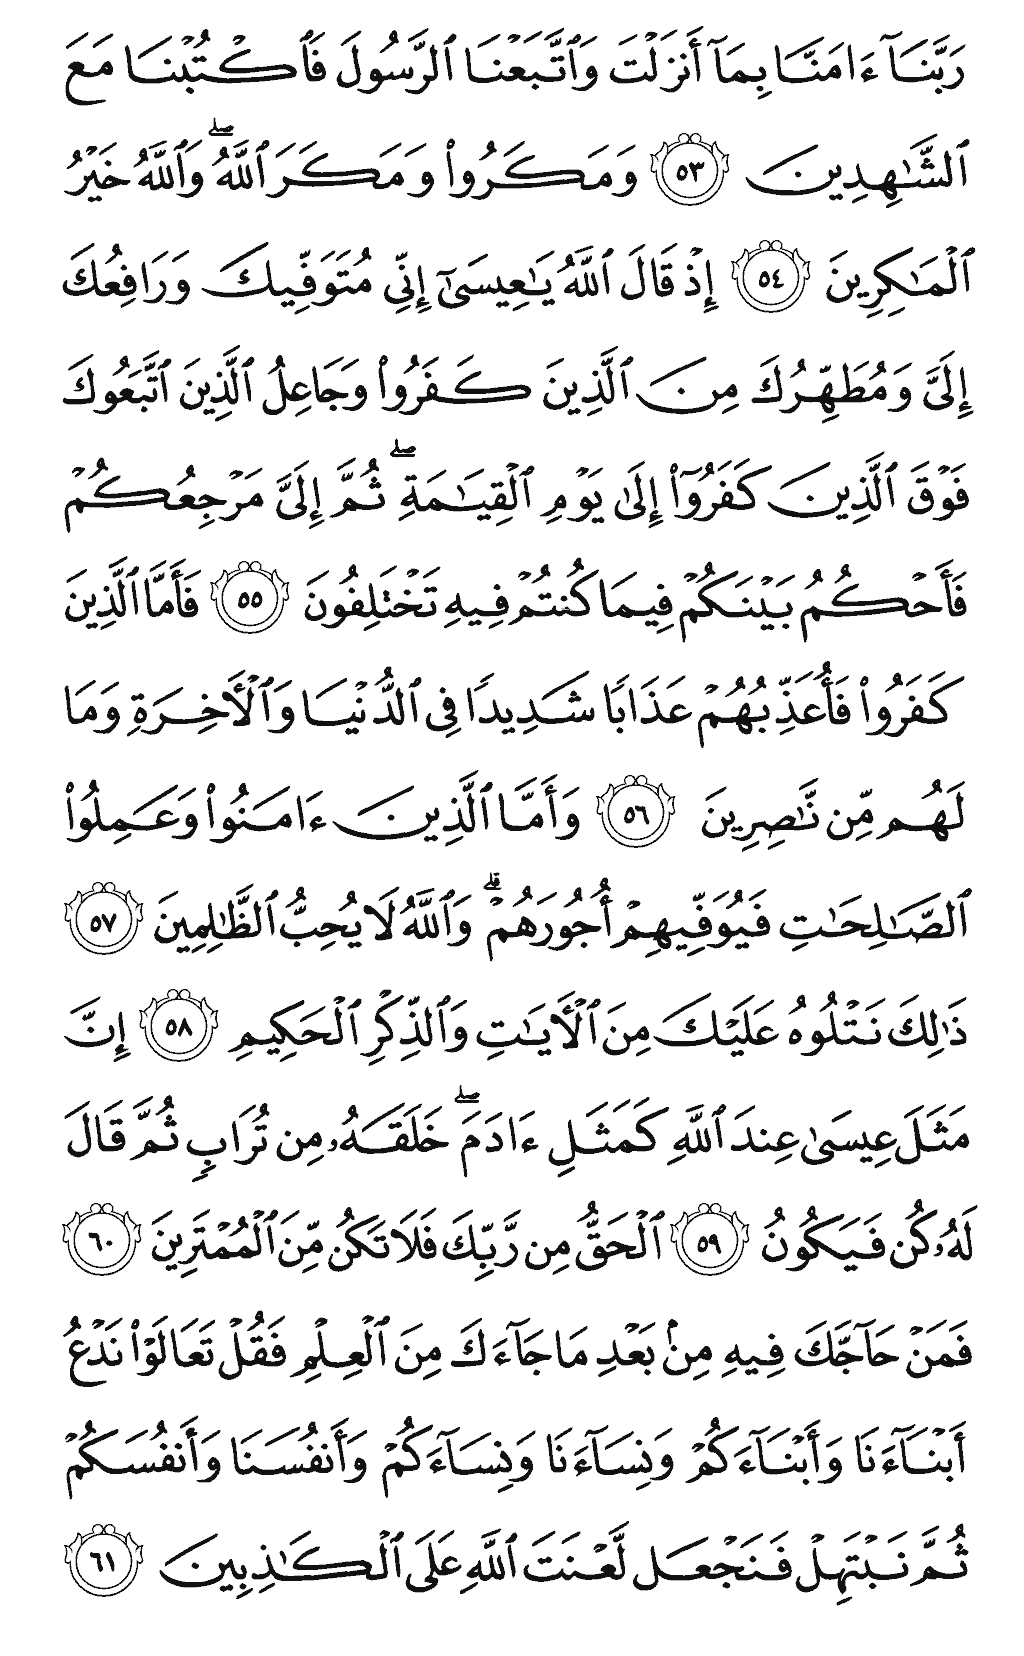 رَبَّنَآ ءَامَنَّا بِمَآ أَنزَلْتَ وَٱتَّبَعْنَا ٱلرَّسُولَ فَٱكْتُبْنَا مَعَ
ٱلشَّٰهِدِينَ ٥٣ وَمَكَرُوا۟ وَمَكَرَ ٱللَّهُ ۖ وَٱللَّهُ خَيْرُ
ٱلْمَٰكِرِينَ ٥٤ إِذْ قَالَ ٱللَّهُ يَٰعِيسَىٰٓ إِنِّى مُتَوَفِّيكَ وَرَافِعُكَ
إِلَىَّ وَمُطَهِّرُكَ مِنَ ٱلَّذِينَ كَفَرُوا۟ وَجَاعِلُ ٱلَّذِينَ ٱتَّبَعُوكَ
فَوْقَ ٱلَّذِينَ كَفَرُوٓا۟ إِلَىٰ يَوْمِ ٱلْقِيَٰمَةِ ۖ ثُمَّ إِلَىَّ مَرْجِعُكُمْ
فَأَحْكُمُ بَيْنَكُمْ فِيمَا كُنتُمْ فِيهِ تَخْتَلِفُونَ ٥٥ فَأَمَّا ٱلَّذِينَ
كَفَرُوا۟ فَأُعَذِّبُهُمْ عَذَابًا شَدِيدًا فِى ٱلدُّنْيَا وَٱلْءَاخِرَةِ وَمَا
لَهُم مِّن نَّٰصِرِينَ ٥٦ وَأَمَّا ٱلَّذِينَ ءَامَنُوا۟ وَعَمِلُوا۟
ٱلصَّٰلِحَٰتِ فَيُوَفِّيهِمْ أُجُورَهُمْ ۗ وَٱللَّهُ لَا يُحِبُّ ٱلظَّٰلِمِينَ ٥٧
ذَٰلِكَ نَتْلُوهُ عَلَيْكَ مِنَ ٱلْءَايَٰتِ وَٱلذِّكْرِ ٱلْحَكِيمِ ٥٨ إِنَّ
مَثَلَ عِيسَىٰ عِندَ ٱللَّهِ كَمَثَلِ ءَادَمَ ۖ خَلَقَهُۥ مِن تُرَابٍ ثُمَّ قَالَ
لَهُۥ كُن فَيَكُونُ ٥٩ ٱلْحَقُّ مِن رَّبِّكَ فَلَا تَكُن مِّنَ ٱلْمُمْتَرِينَ ٦٠
فَمَنْ حَآجَّكَ فِيهِ مِنۢ بَعْدِ مَا جَآءَكَ مِنَ ٱلْعِلْمِ فَقُلْ تَعَالَوْا۟ نَدْعُ
أَبْنَآءَنَا وَأَبْنَآءَكُمْ وَنِسَآءَنَا وَنِسَآءَكُمْ وَأَنفُسَنَا وَأَنفُسَكُمْ
ثُمَّ نَبْتَهِلْ فَنَجْعَل لَّعْنَتَ ٱللَّهِ عَلَى ٱلْكَٰذِبِينَ ٦١